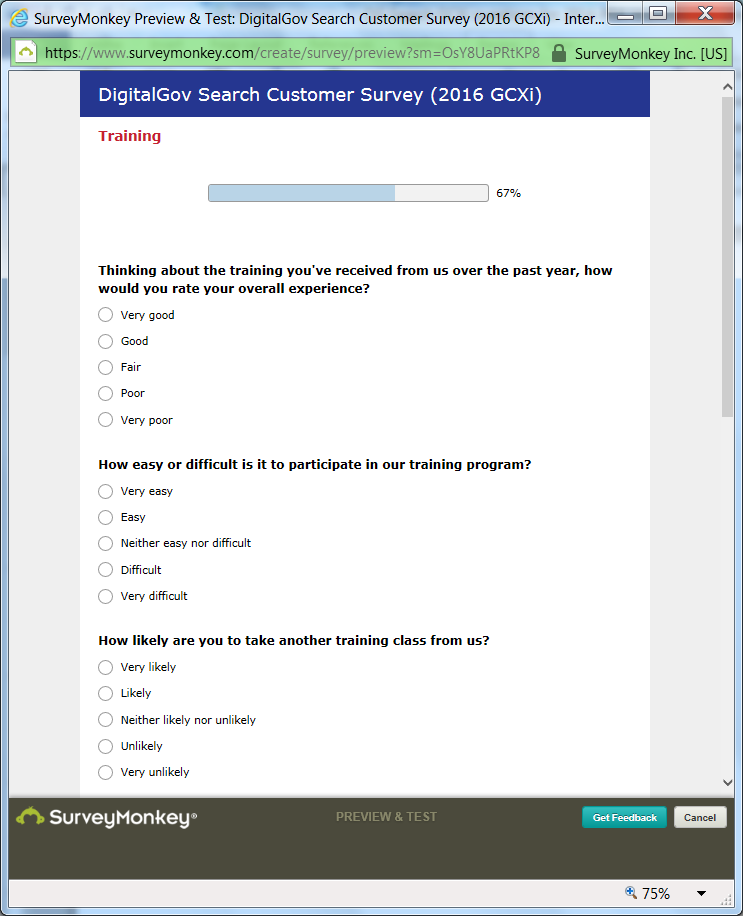 SurveyMonkey Preview & Test: DigitalGov Search Customer Survey (2016 GCXi) - Inter...
https://www.surveymonkey.com/create/survey/preview?sm=OsY8UaPRtKP8 SurveyMonkey Inc. [US]
DigitalGov Search Customer Survey (2016 GCXi)
Training
67%
Thinking about the training you've received from us over the past year, how
would you rate your overall experience?
Very good
Good
Fair
Poor
Very poor
How easy or difficult is it to participate in our training program?
Very easy
Easy
Neither easy nor difficult
Difficult
Very difficult
How likely are you to take another training class from us?
Very likely
Likely
Neither likely nor unlikely
Unlikely
Very unlikely
SurveyMonkey® PREVIEW & TEST Get Feedback Cancel
75%